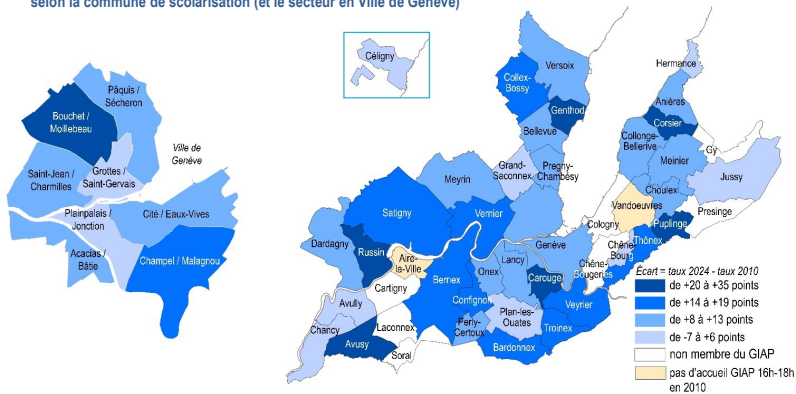 selon la commune de scolarisation (et le secteur en Ville de Genève)
Céligny
Hermance
Versoix
Collex-
Bossy
Pâquis /
Sécheron
Anières
Genthod
Bouchet /
Moillebeau
Corsier
Bellevue
Collonge-
Bellerive
Ville de
Genève
Gy
Meinier
Saint-Jean /
Charmilles
Grottes /
Saint-Gervais
Grand-
Saconnex
Pregny-
Chambésy
Jussy
Meyrin
Choulex
Vandoeuvres
Plainpalais /
Jonction
Cité / Eaux-Vives
Satigny
Vernier
Presinge
Cologny
Puplinge
Thônex
Dardagny
Genève
Chêne-
Bourg
Russin
Aire-
la-Ville
Lancy
Acacias /
Bâtie
Champel / Malagnou
Chêne-
Bougeries
Onex
Carouge
Bernex
Cartigny
Confignon
Avully
Veyrier
Plan-les-
Ouates
Chancy
Laconnex
Perly-
Certoux
Troinex
Avusy
Bardonnex
Soral
Écart = taux 2024 - taux 2010
de +20 à +35 points
de +14 à +19 points
de +8 à +13 points
de -7 à +6 points
non membre du GIAP
pas d'accueil GIAP 16h-18h
en 2010